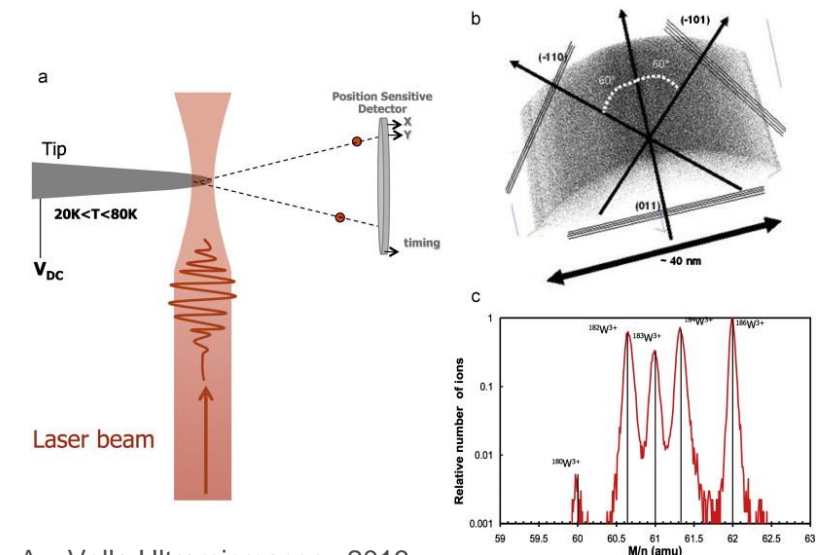 a
Position Sensitive
Detector
X
Y
Tip
20K<T<80K
timing
V_DC
Laser beam
b
(-110)
(-101)
60°
60°
(011)
~ 40 nm
c
Relative number of ions
1
0.1
0.01
0.001
¹⁸⁰W³⁺
¹⁸²W³⁺
¹⁸³W³⁺
¹⁸⁴W³⁺
¹⁸⁶W³⁺
59 59.5 60 60.5 61 61.5 62 62.5 63
M/n (amu)